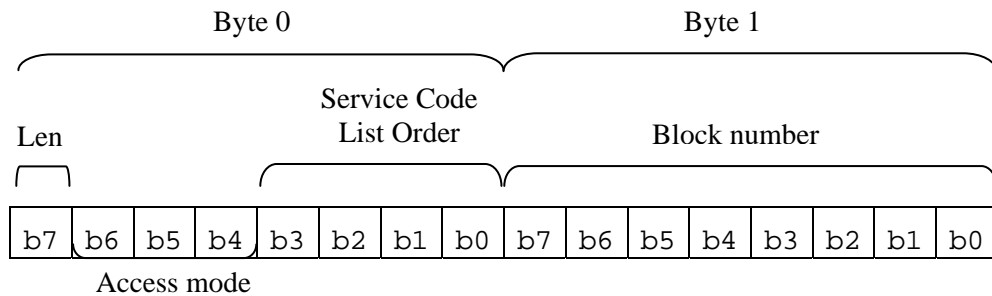 Byte 0 Byte 1
Service Code
List Order
Len Block number
b7 b6 b5 b4 b3 b2 b1 b0 b7 b6 b5 b4 b3 b2 b1 b0
Access mode